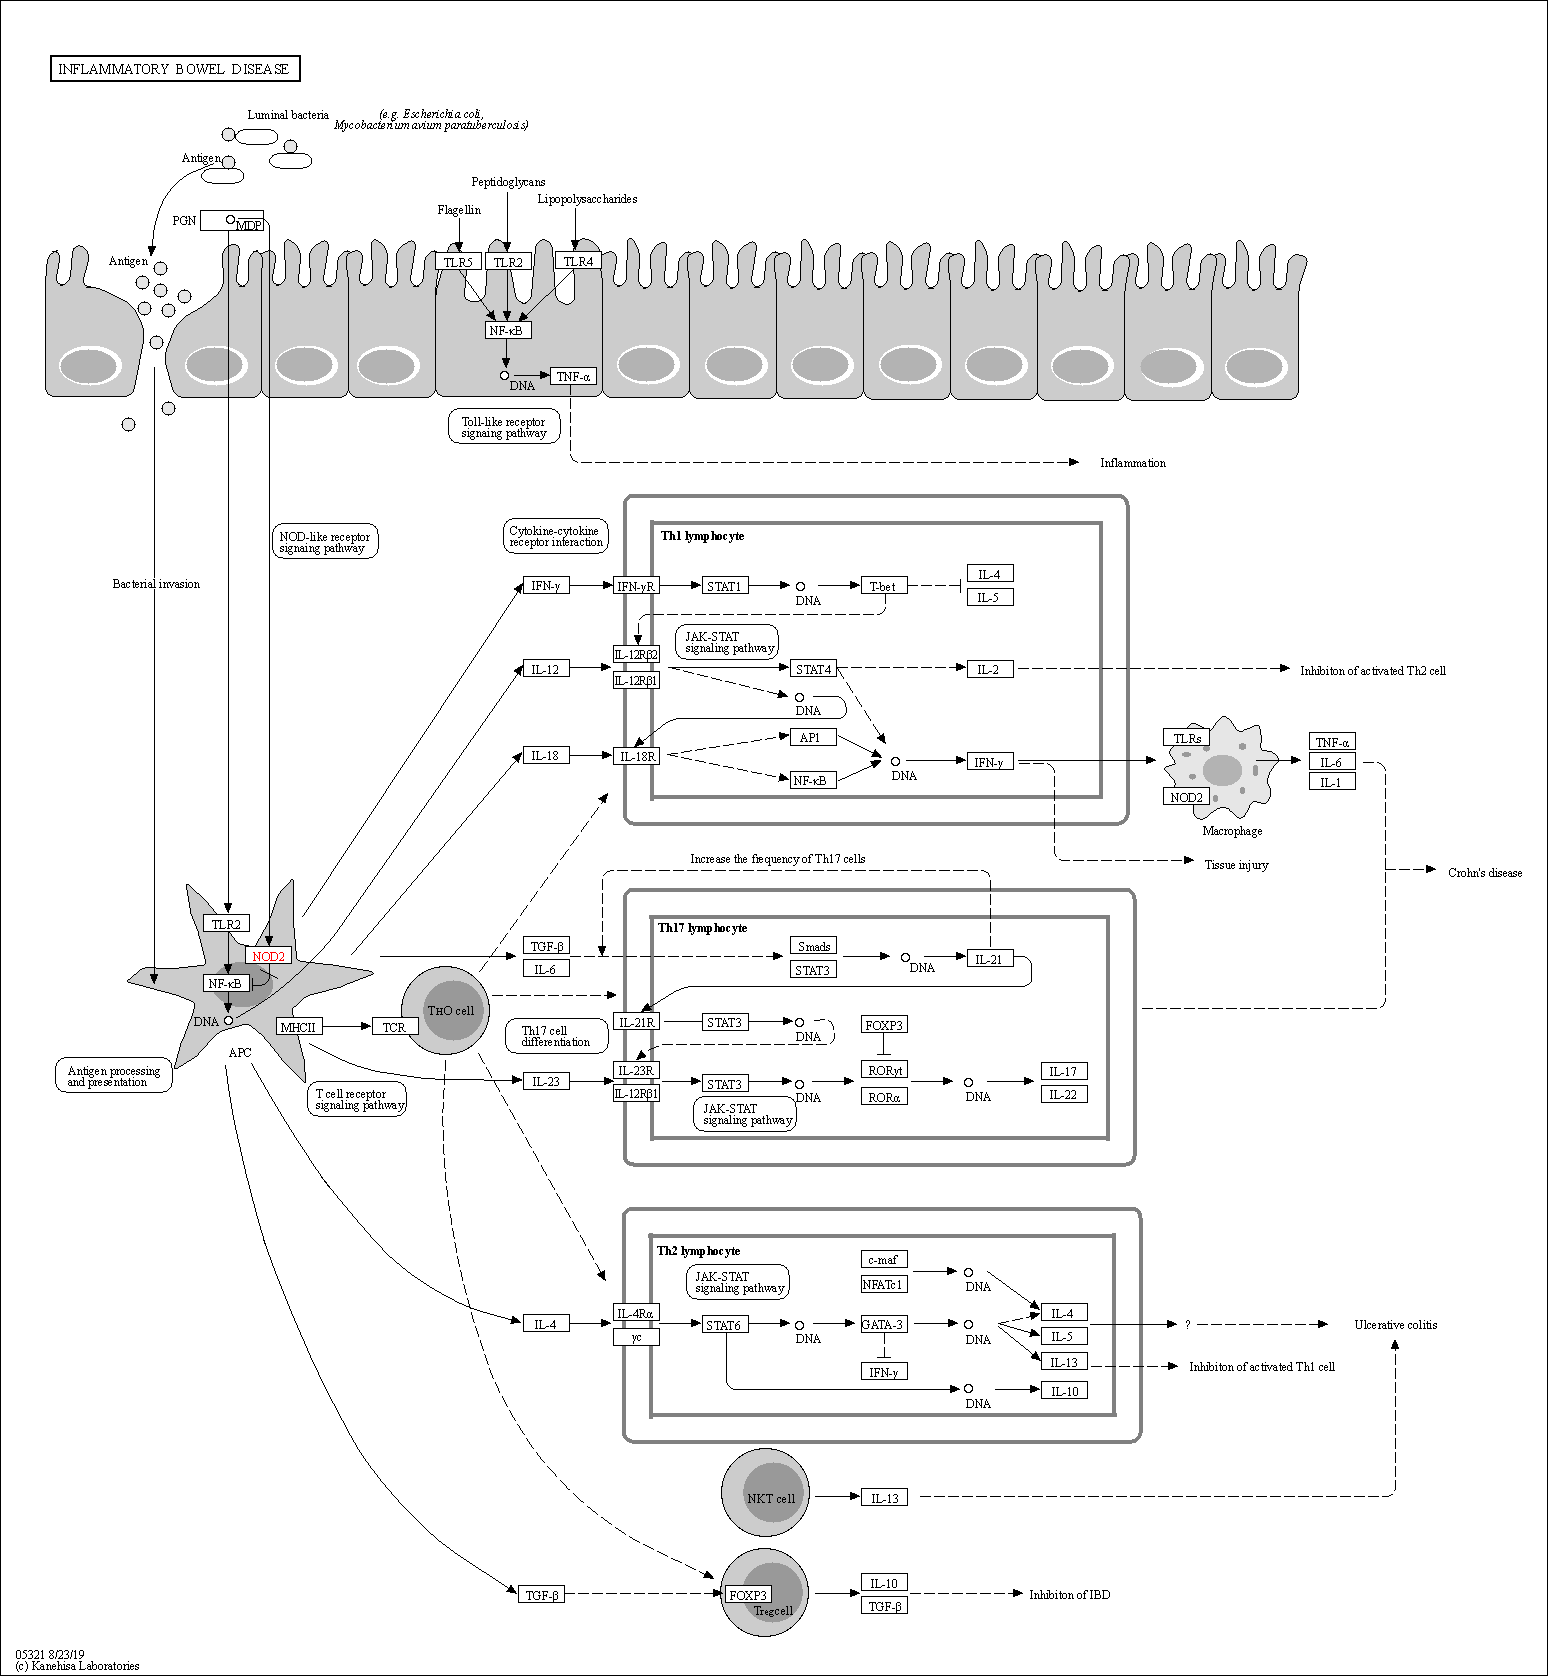 INFLAMMATORY BOWEL DISEASE
Luminal bacteria
(e.g. Escherichia coli,
Mycobacterium avium paratuberculosis)
Antigen
Peptidoglycans
Lipopolysaccharides
Flagellin
PGN
MDP
Antigen
TLR5
TLR2
TLR4
NF-κB
DNA
TNF-α
Toll-like receptor
signaing pathway
Inflammation
NOD-like receptor
signaing pathway
Cytokine-cytokine
receptor interaction
Bacterial invasion
Th1 lymphocyte
IFN-γ
IFN-γR
STAT1
DNA
T-bet
IL-4
IL-5
JAK-STAT
signaling pathway
IL-12
IL-12Rβ2
IL-12Rβ1
STAT4
IL-2
Inhibiton of activated Th2 cell
DNA
IL-18
IL-18R
AP1
NF-κB
DNA
IFN-γ
TLRs
NOD2
Macrophage
TNF-α
IL-6
IL-1
Tissue injury
Crohn's disease
Increase the frequency of Th17 cells
Th17 lymphocyte
TLR2
NOD2
NF-κB
DNA
APC
MHCII
TCR
THO cell
TGF-β
IL-6
Smads
STAT3
DNA
IL-21
Th17 cell
differentiation
IL-21R
STAT3
DNA
FOXP3
IL-23
IL-23R
IL-12Rβ1
STAT3
DNA
RORγt
RORα
DNA
IL-17
IL-22
JAK-STAT
signaling pathway
Antigen processing
and presentation
T cell receptor
signaling pathway
Th2 lymphocyte
JAK-STAT
signaling pathway
c-maf
NFATc1
DNA
IL-4
IL-4Rα
γc
STAT6
DNA
GATA-3
DNA
IFN-γ
IL-4
IL-5
IL-13
?
Ulcerative colitis
Inhibiton of activated Th1 cell
DNA
IL-10
NKT cell
IL-13
TGF-β
FOXP3
Treg cell
IL-10
TGF-β
Inhibiton of IBD
05321 8/23/19
(c) Kanehisa Laboratories